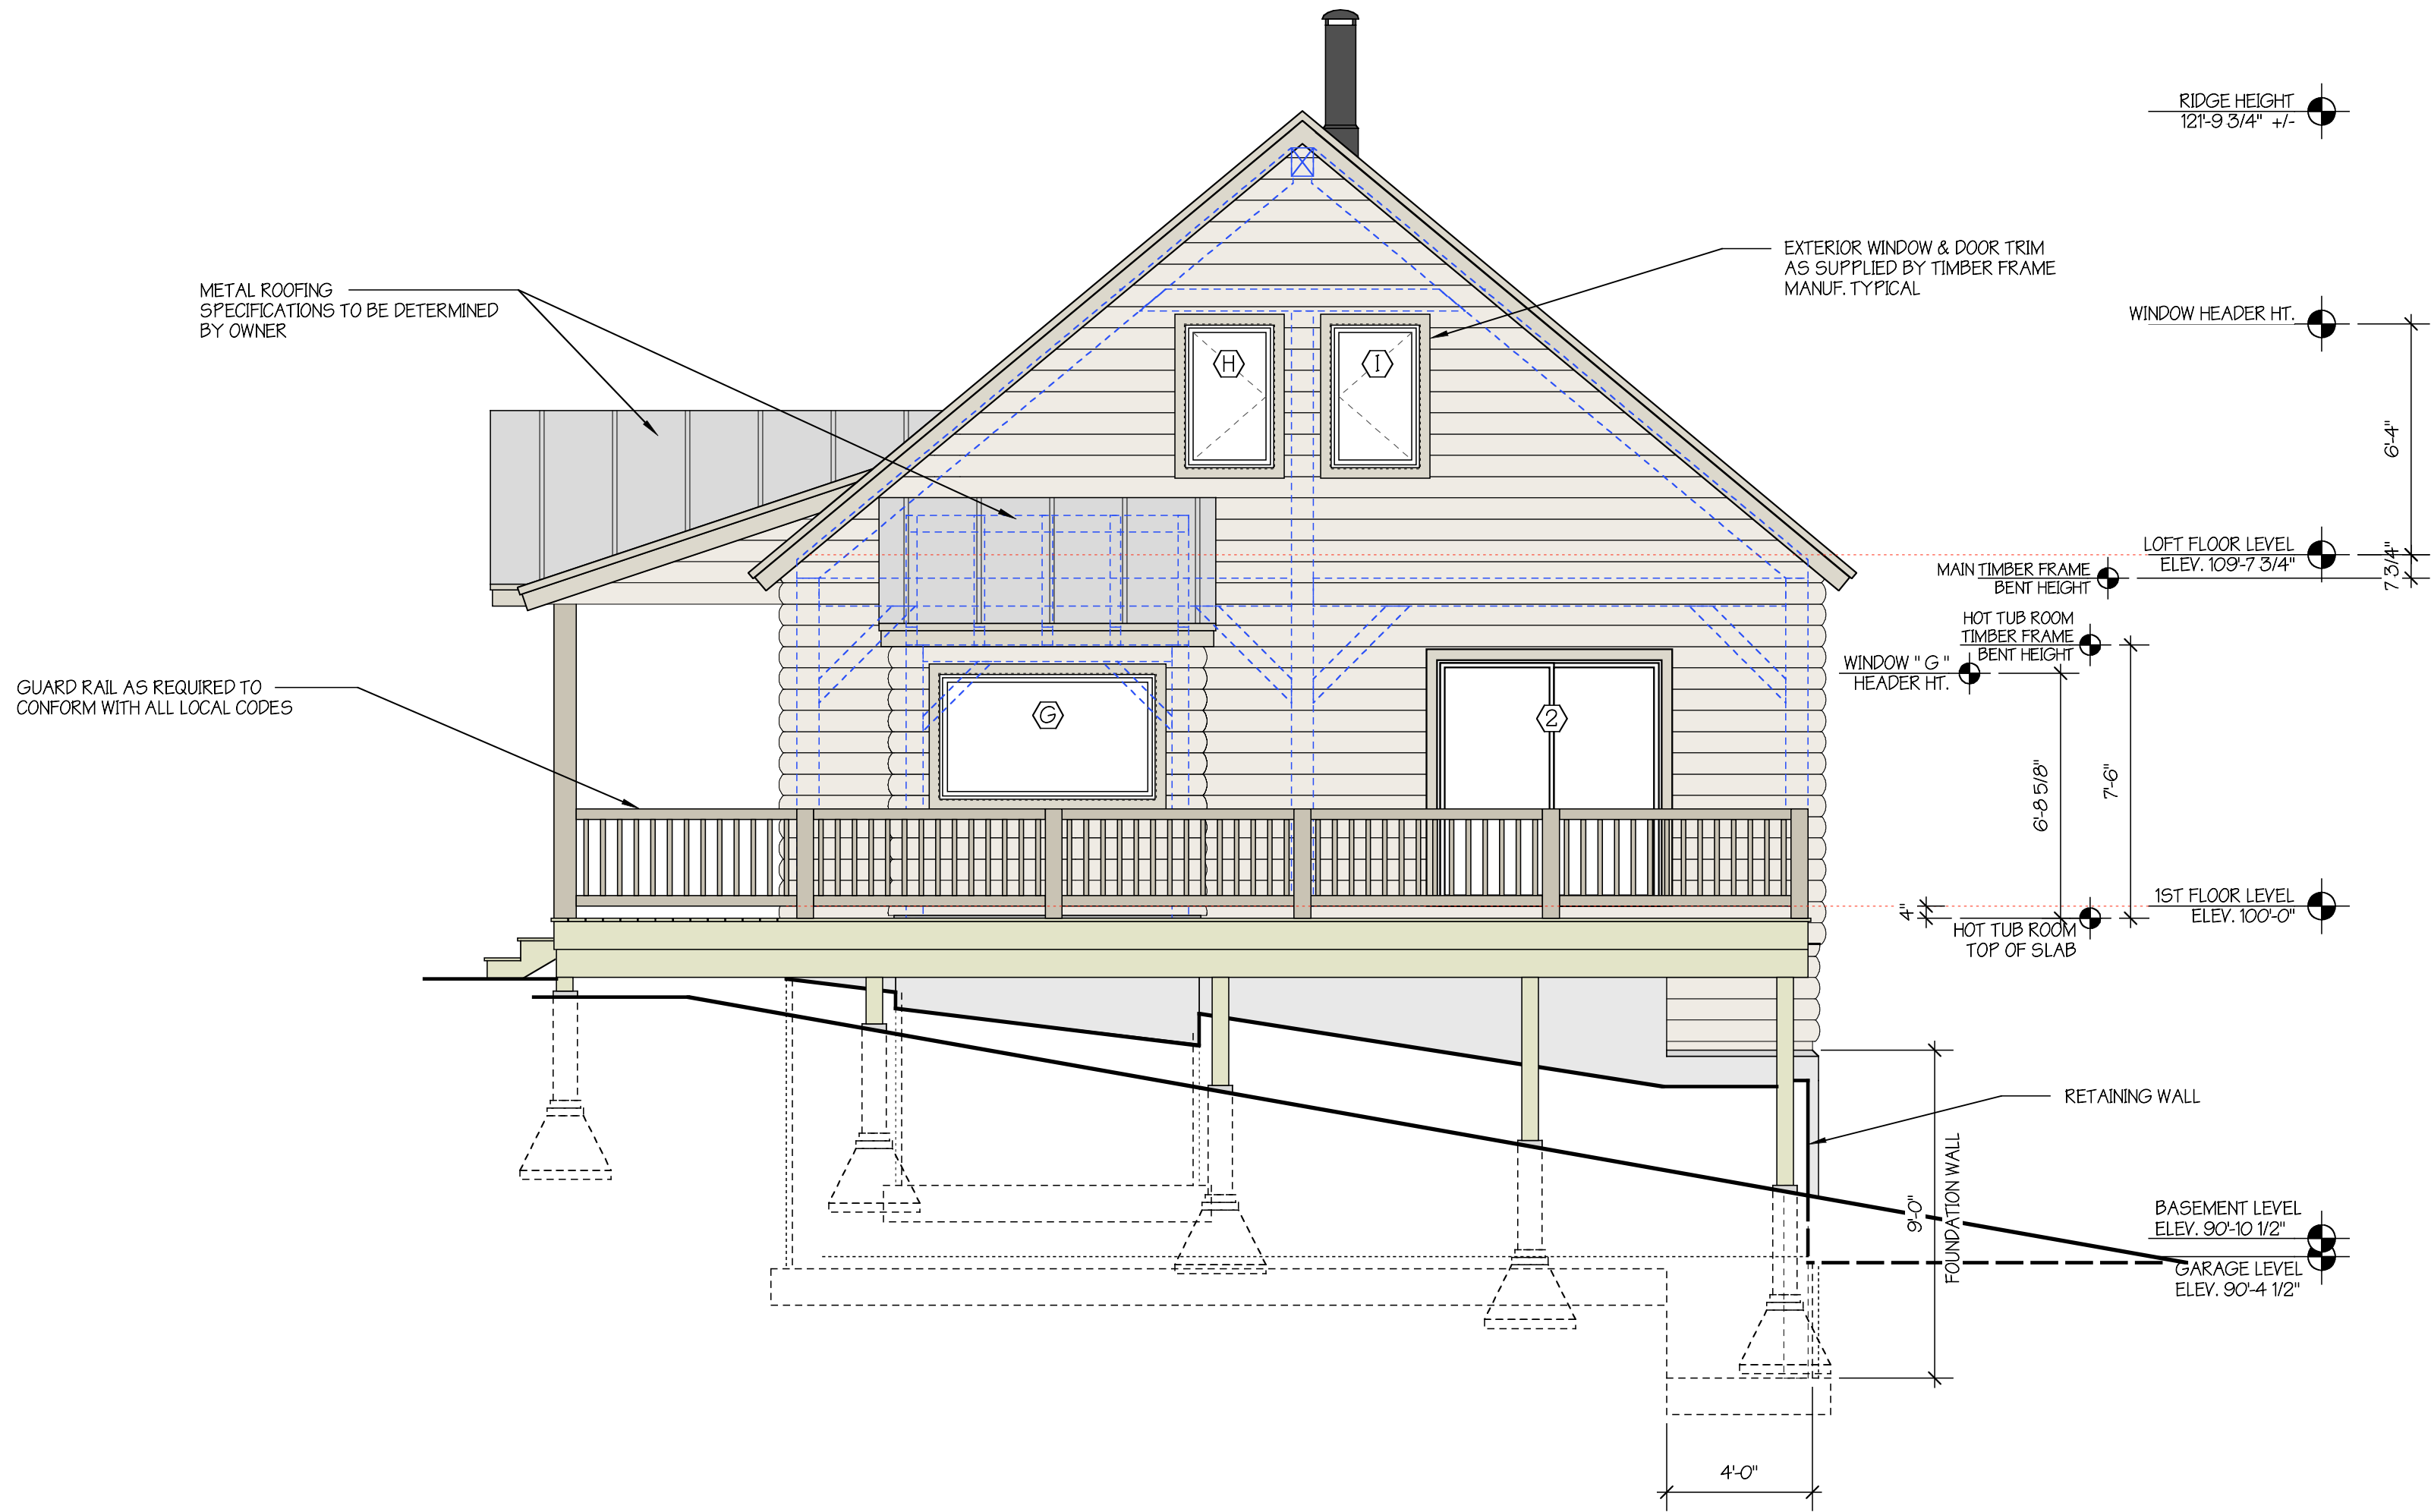 RIDGE HEIGHT
121'-9 3/4" +/-
EXTERIOR WINDOW & DOOR TRIM
AS SUPPLIED BY TIMBER FRAME
MANUF. TYPICAL
METAL ROOFING
SPECIFICATIONS TO BE DETERMINED
BY OWNER
WINDOW HEADER HT.
H
I
6'-4"
LOFT FLOOR LEVEL
ELEV. 109'-7 3/4"
7 3/4"
MAIN TIMBER FRAME
BENT HEIGHT
HOT TUB ROOM
TIMBER FRAME
BENT HEIGHT
WINDOW " G "
HEADER HT.
GUARD RAIL AS REQUIRED TO
CONFORM WITH ALL LOCAL CODES
G
2
6'-8 5/8"
7'-6"
1ST FLOOR LEVEL
ELEV. 100'-0"
4"
HOT TUB ROOM
TOP OF SLAB
RETAINING WALL
9'-0"
FOUNDATION WALL
BASEMENT LEVEL
ELEV. 90'-10 1/2"
GARAGE LEVEL
ELEV. 90'-4 1/2"
4'-0"